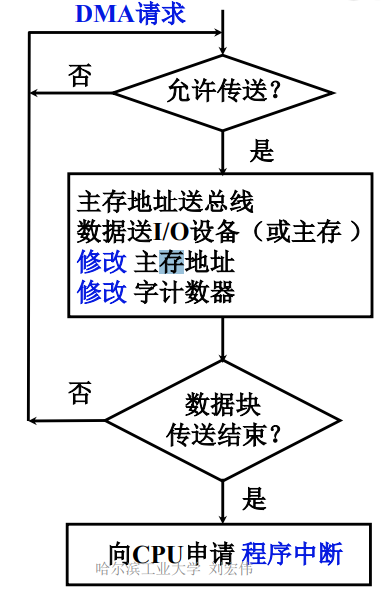 DMA请求
否
允许传送？
是
主存地址送总线
数据送I/O设备（或主存 ）
修改 主存地址
修改 字计数器
否
数据块
传送结束？
是
向CPU申请 程序中断
哈尔滨工业大学 刘宏伟